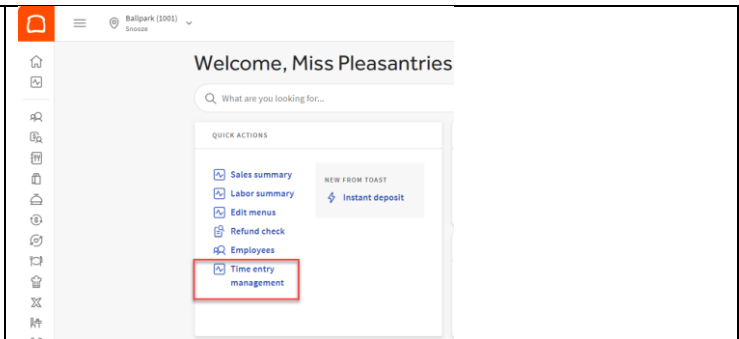 Ballpark (1001)
Snooze
Welcome, Miss Pleasantries
What are you looking for...
QUICK ACTIONS
Sales summary
Labor summary
Edit menus
Refund check
Employees
Time entry
management
NEW FROM TOAST
Instant deposit